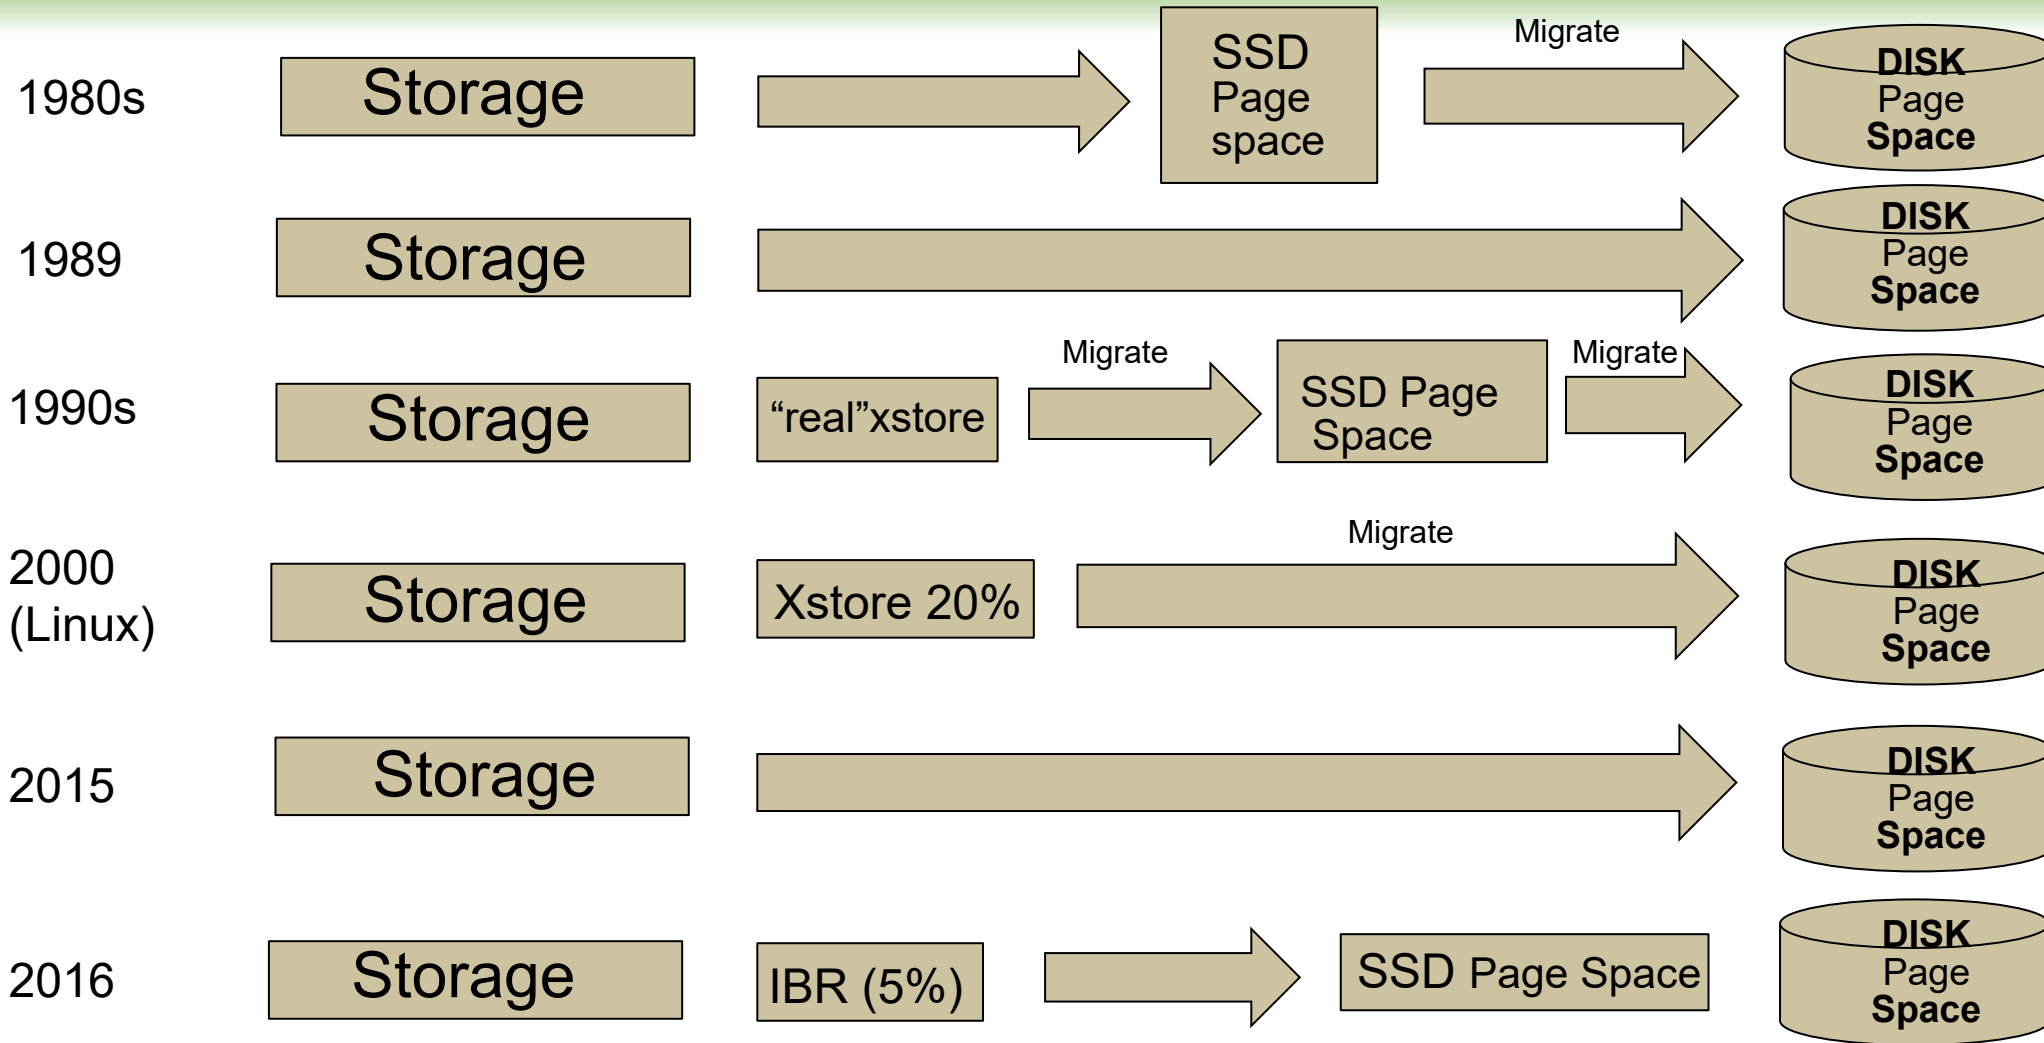 1980s
Storage
SSD
Page
space
Migrate
DISK
Page
Space
1989
Storage
DISK
Page
Space
1990s
Storage
“real”xstore
Migrate
SSD Page
Space
Migrate
DISK
Page
Space
2000
(Linux)
Storage
Xstore 20%
Migrate
DISK
Page
Space
2015
Storage
DISK
Page
Space
2016
Storage
IBR (5%)
SSD Page Space
DISK
Page
Space